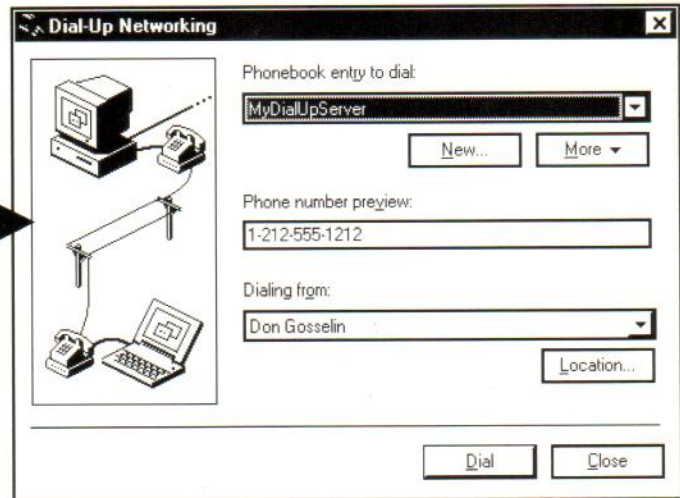 Dial-Up Networking
Phonebook entry to dial:
MyDialUpServer
New... More
Phone number preview:
1-212-555-1212
Dialing from:
Don Gosselin
Location...
Dial Close